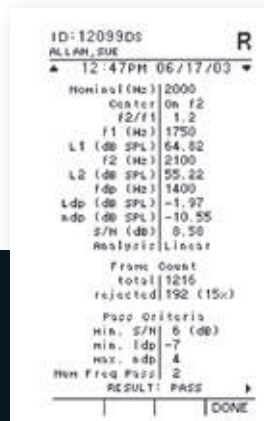 ID:12099DS
R
ALLAN,SUE
12:47PM 06/17/03
Nominal(Hz) 2000
Center On f2
f2/f1 1.2
f1 (Hz) 1750
L1 (dB SPL) 64.82
f2 (Hz) 2100
L2 (dB SPL) 55.22
fdp (Hz) 1400
Ldp (dB SPL) -1.97
ndp (dB SPL) -10.55
S/N (dB) 8.58
Analysis Linear
Frame Count
total 1216
rejected 192 (15%)
Pass Criteria
min. S/N 6 (dB)
min. ldp -7
max. ndp 4
Num Freq Pass 2
RESULT: PASS
DONE